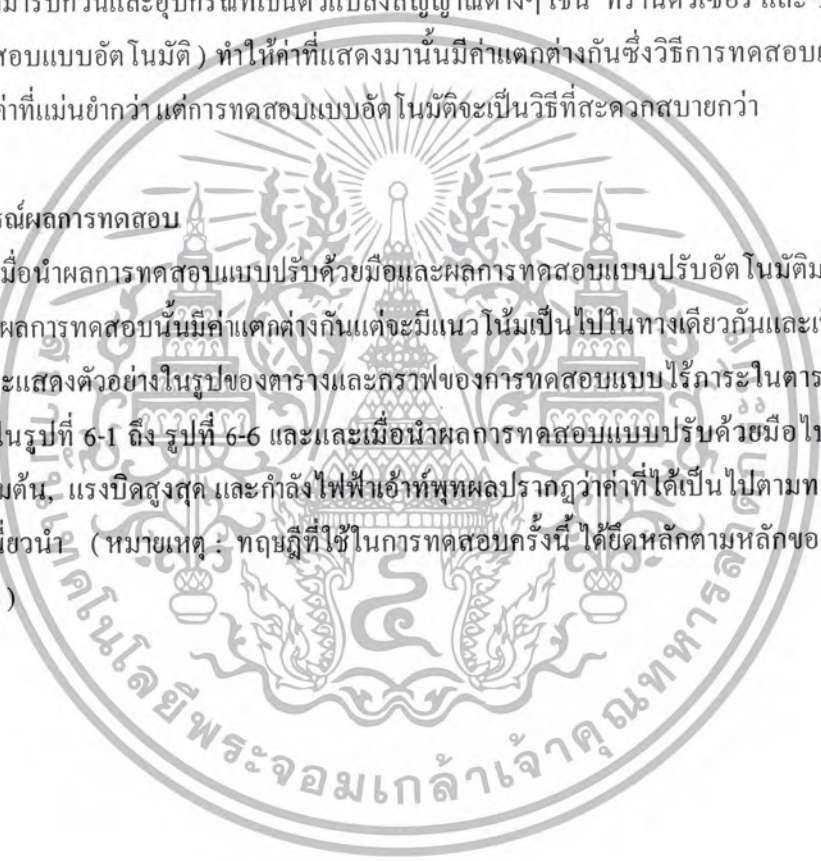 มารบกวนและอุปกรณ์ที่เป็นตัวแปลงสัญญาณต่างๆ เช่น ทรานดิวเซอร์ และ
สอบแบบอัตโนมัติ ) ทำให้ค่าที่แสดงมานั้นมีค่าแตกต่างกันซึ่งวิธีการทดสอบ
ค่าที่แม่นยำกว่า แต่การทดสอบแบบอัตโนมัติจะเป็นวิธีที่สะดวกสบายกว่า
รณ์ผลการทดสอบ
มื่อนำผลการทดสอบแบบปรับด้วยมือและผลการทดสอบแบบปรับอัตโนมัติม
ผลการทดสอบนั้นมีค่าแตกต่างกันแต่จะมีแนวโน้มเป็นไปในทางเดียวกันและเ
ะแสดงตัวอย่างในรูปของตารางและกราฟของการทดสอบแบบไร้ภาระในตาร
นรูปที่ 6-1 ถึง รูปที่ 6-6 และและเมื่อนำผลการทดสอบแบบปรับด้วยมือไป
มต้น, แรงบิดสูงสุด และกำลังไฟฟ้าเอ้าท์พุทผลปรากฏว่าค่าที่ได้เป็นไปตามท
นี่ยวนำ ( หมายเหตุ : ทฤษฎีที่ใช้ในการทดสอบครั้งนี้ ได้ยึดหลักตามหลักขอ
)
เทคโนโลยีพระจอมเกล้าเจ้าคุณทหารลาดก